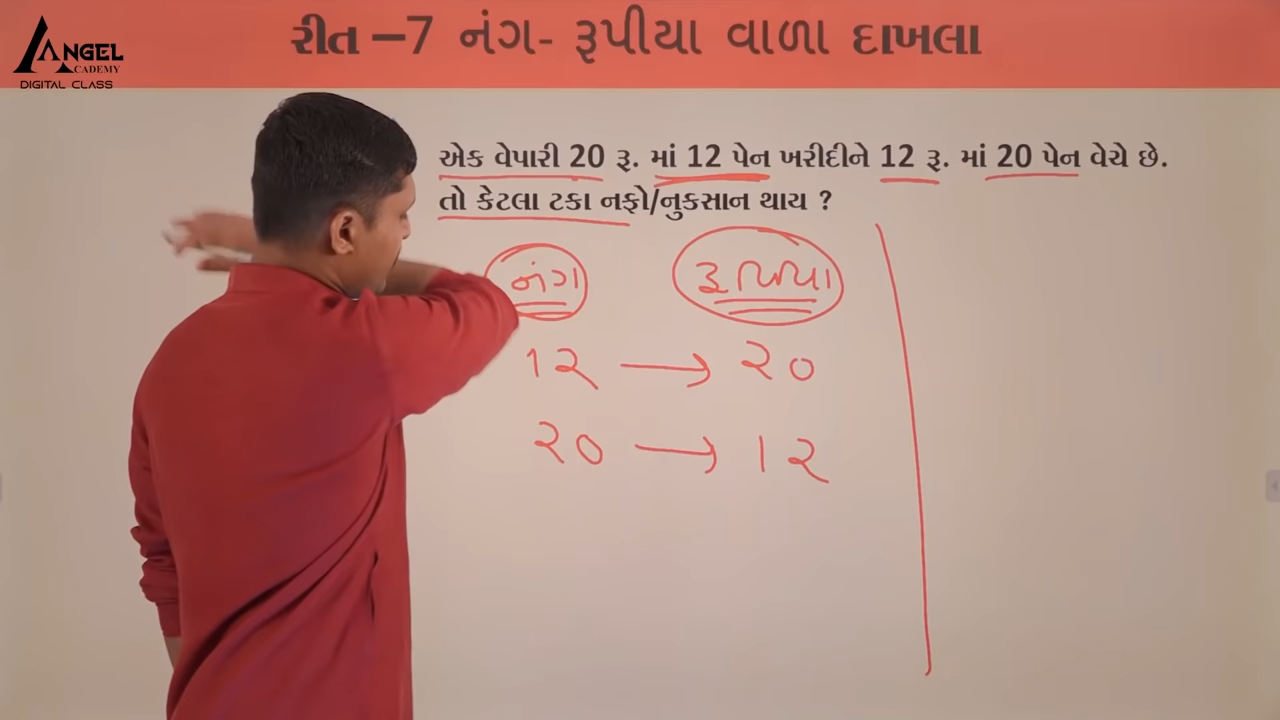 ANGEL
ACADEMY
DIGITAL CLASS
રીત –7 નંગ- રૂપીયા વાળા દાખલા
એક વેપારી 20 રૂ. માં 12 પેન ખરીદીને 12 રૂ. માં 20 પેન વેચે છે.
તો કેટલા ટકા નફો/નુકસાન થાય ?
નંગ રૂપિયા
૧૨ → ૨૦
૨૦ → ૧૨